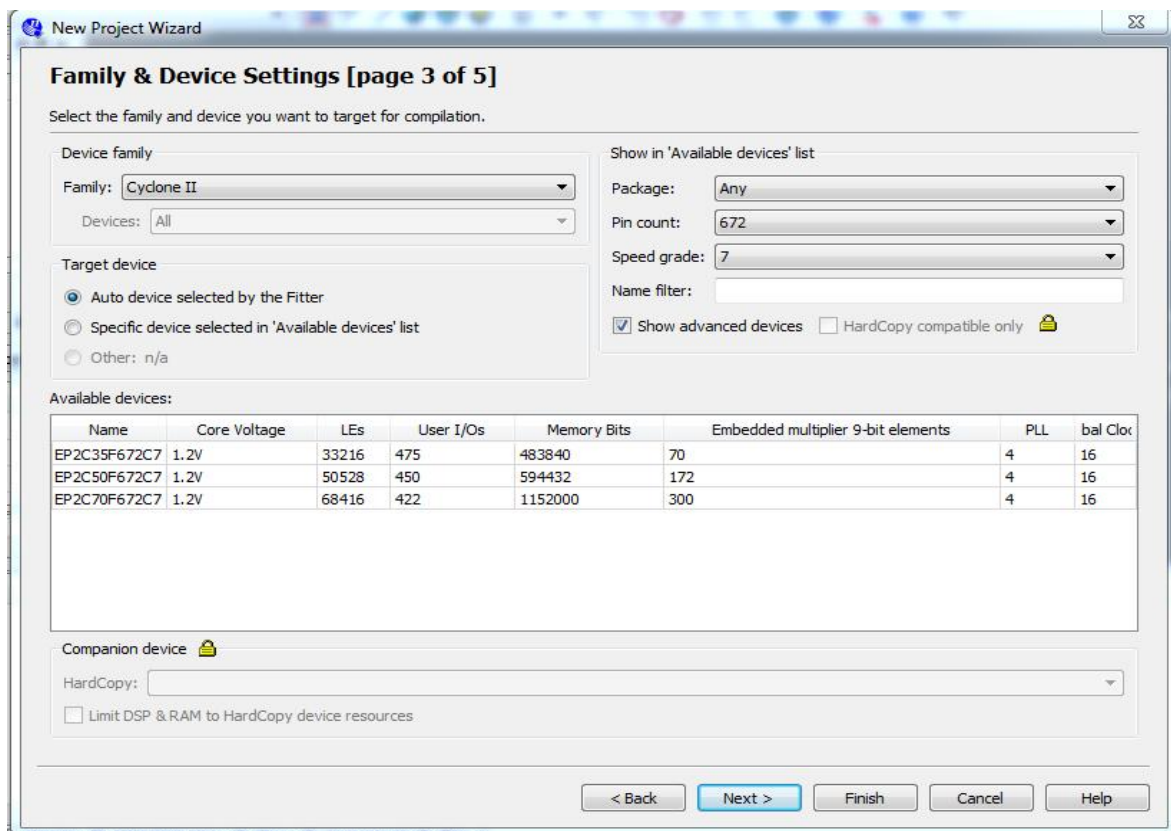 New Project Wizard
Family & Device Settings [page 3 of 5]
Select the family and device you want to target for compilation.
Device family
Family: Cyclone II
Devices: All
Target device
Auto device selected by the Fitter
Specific device selected in 'Available devices' list
Other: n/a
Show in 'Available devices' list
Package: Any
Pin count: 672
Speed grade: 7
Name filter:
Show advanced devices HardCopy compatible only
Available devices:
Name Core Voltage LEs User I/Os Memory Bits Embedded multiplier 9-bit elements PLL bal Cloc
EP2C35F672C7 1.2V 33216 475 483840 70 4 16
EP2C50F672C7 1.2V 50528 450 594432 172 4 16
EP2C70F672C7 1.2V 68416 422 1152000 300 4 16
Companion device
HardCopy:
Limit DSP & RAM to HardCopy device resources
< Back Next > Finish Cancel Help